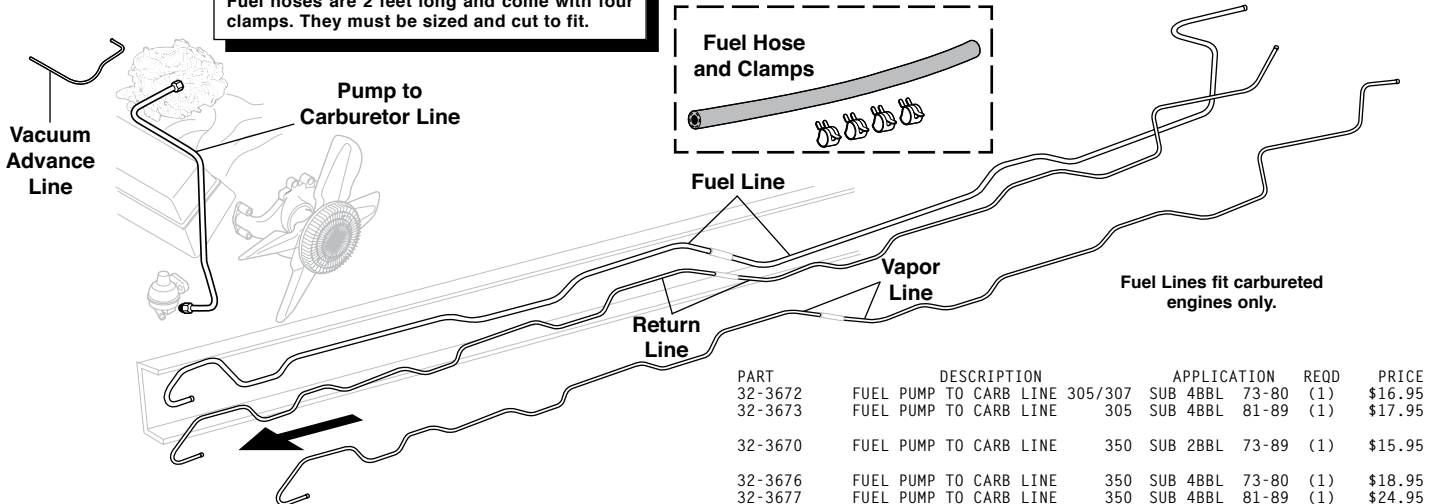 Fuel hoses are 2 feet long and come with four
clamps. They must be sized and cut to fit.
Fuel Hose
and Clamps
Pump to
Carburetor Line
Vacuum
Advance
Line
Fuel Line
Vapor
Line
Return
Line
Fuel Lines fit carbureted
engines only.
PART DESCRIPTION APPLICATION REQD PRICE
32-3672 FUEL PUMP TO CARB LINE 305/307 SUB 4BBL 73-80 (1) $16.95
32-3673 FUEL PUMP TO CARB LINE 305 SUB 4BBL 81-89 (1) $17.95
32-3670 FUEL PUMP TO CARB LINE 350 SUB 2BBL 73-89 (1) $15.95
32-3676 FUEL PUMP TO CARB LINE 350 SUB 4BBL 73-80 (1) $18.95
32-3677 FUEL PUMP TO CARB LINE 350 SUB 4BBL 81-89 (1) $24.95